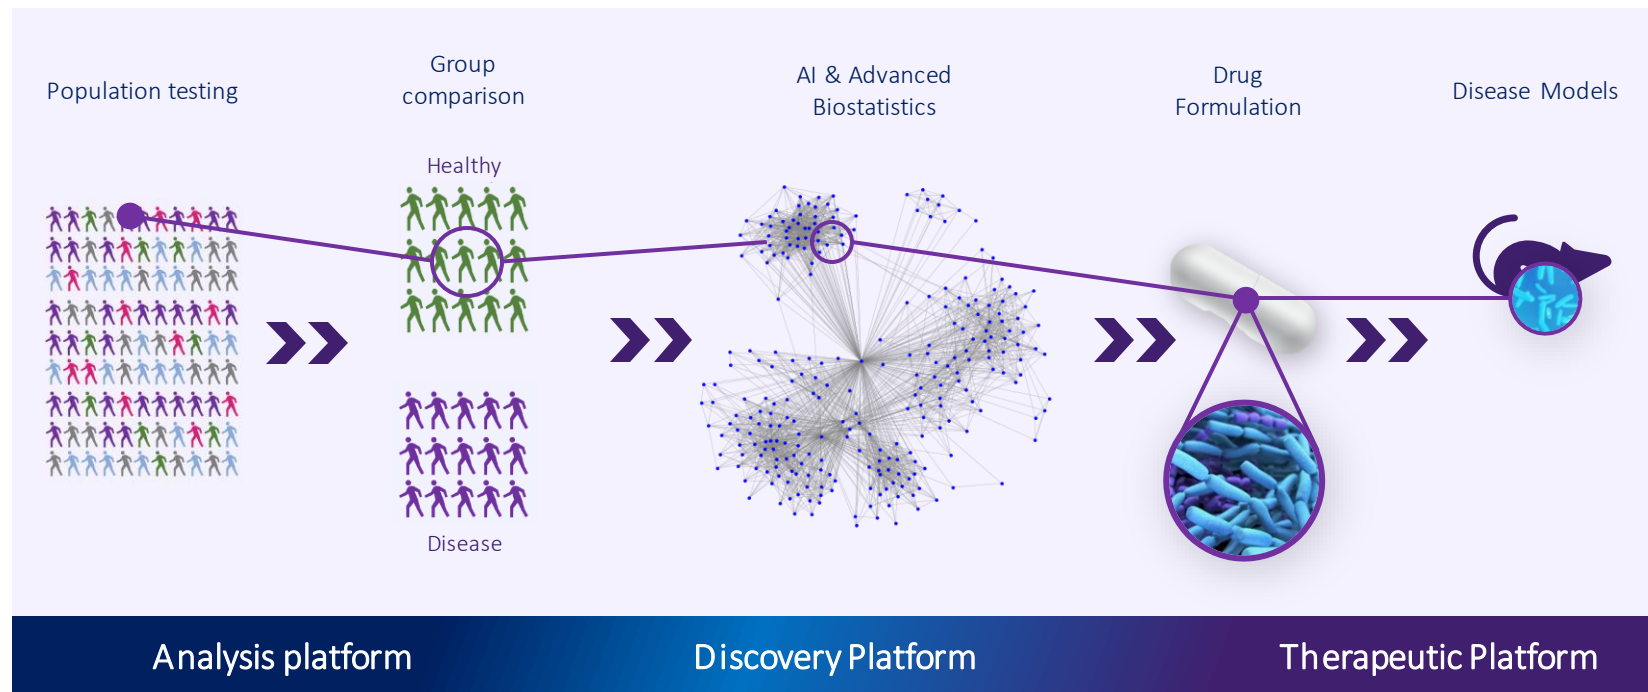 Population testing
Group
comparison
AI & Advanced
Biostatistics
Drug
Formulation
Disease Models
Healthy
Disease
Analysis platform
Discovery Platform
Therapeutic Platform